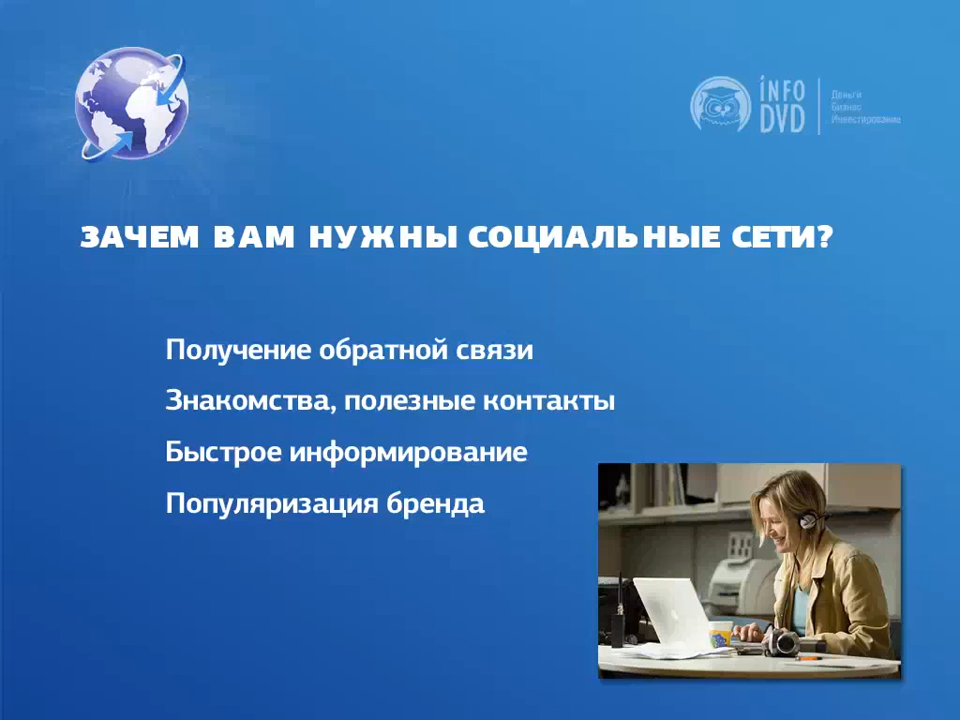 ÍNFO
DVD
Деньги
Бизнес
Инвестирование
ЗАЧЕМ ВАМ НУЖНЫ СОЦИАЛЬНЫЕ СЕТИ?
Получение обратной связи
Знакомства, полезные контакты
Быстрое информирование
Популяризация бренда